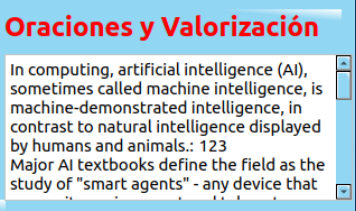 Oraciones y Valorización
In computing, artificial intelligence (AI),
sometimes called machine intelligence, is
machine-demonstrated intelligence, in
contrast to natural intelligence displayed
by humans and animals.: 123
Major AI textbooks define the field as the
study of "smart agents" - any device that